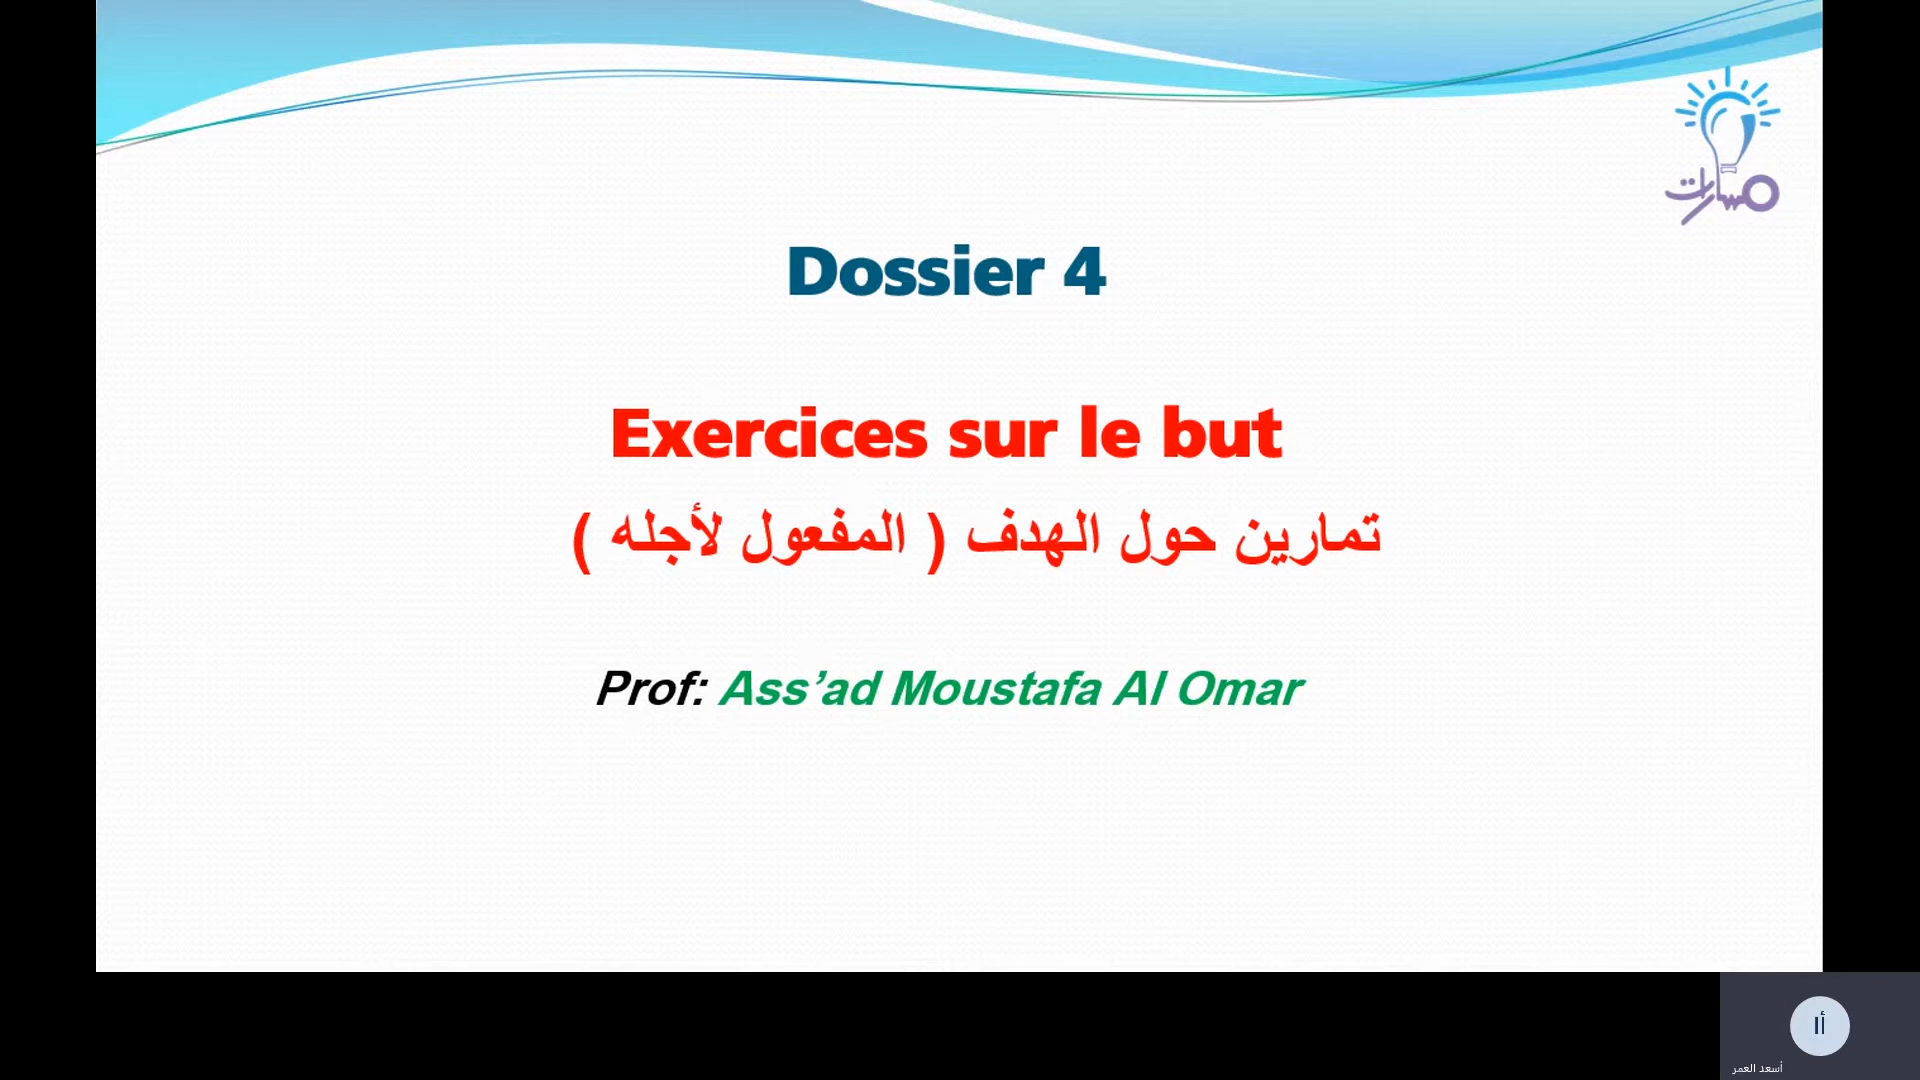 مسارات
Dossier 4
Exercices sur le but
تمارين حول الهدف ( المفعول لأجله )
Prof: Ass’ad Moustafa Al Omar
أا
أسعد العمر